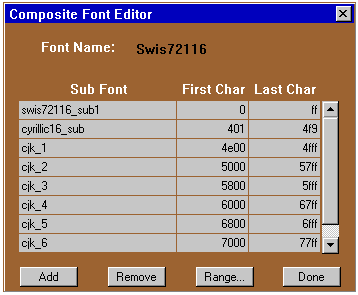 Composite Font Editor
Font Name: Swis72116
Sub Font First Char Last Char
swis72116_sub1 0 ff
cyrillic16_sub 401 4f9
cjk_1 4e00 4fff
cjk_2 5000 57ff
cjk_3 5800 5fff
cjk_4 6000 67ff
cjk_5 6800 6fff
cjk_6 7000 77ff
Add Remove Range... Done